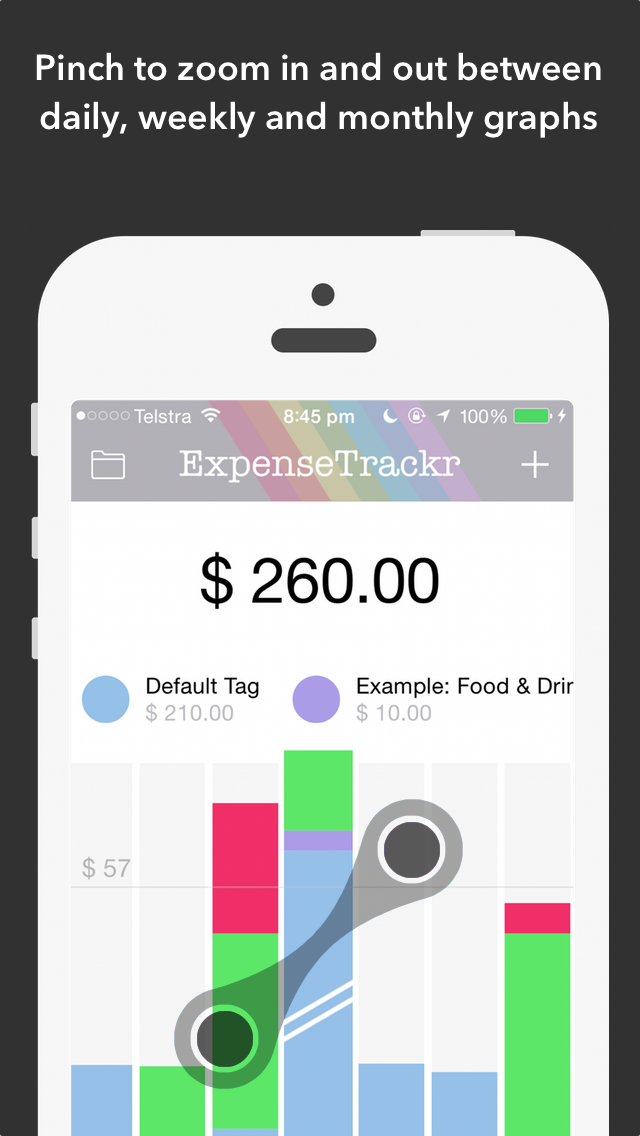 Pinch to zoom in and out between
daily, weekly and monthly graphs
Telstra 8:45 pm 100%
ExpenseTrackr
$ 260.00
Default Tag Example: Food & Drin
$ 210.00 $ 10.00
$ 57